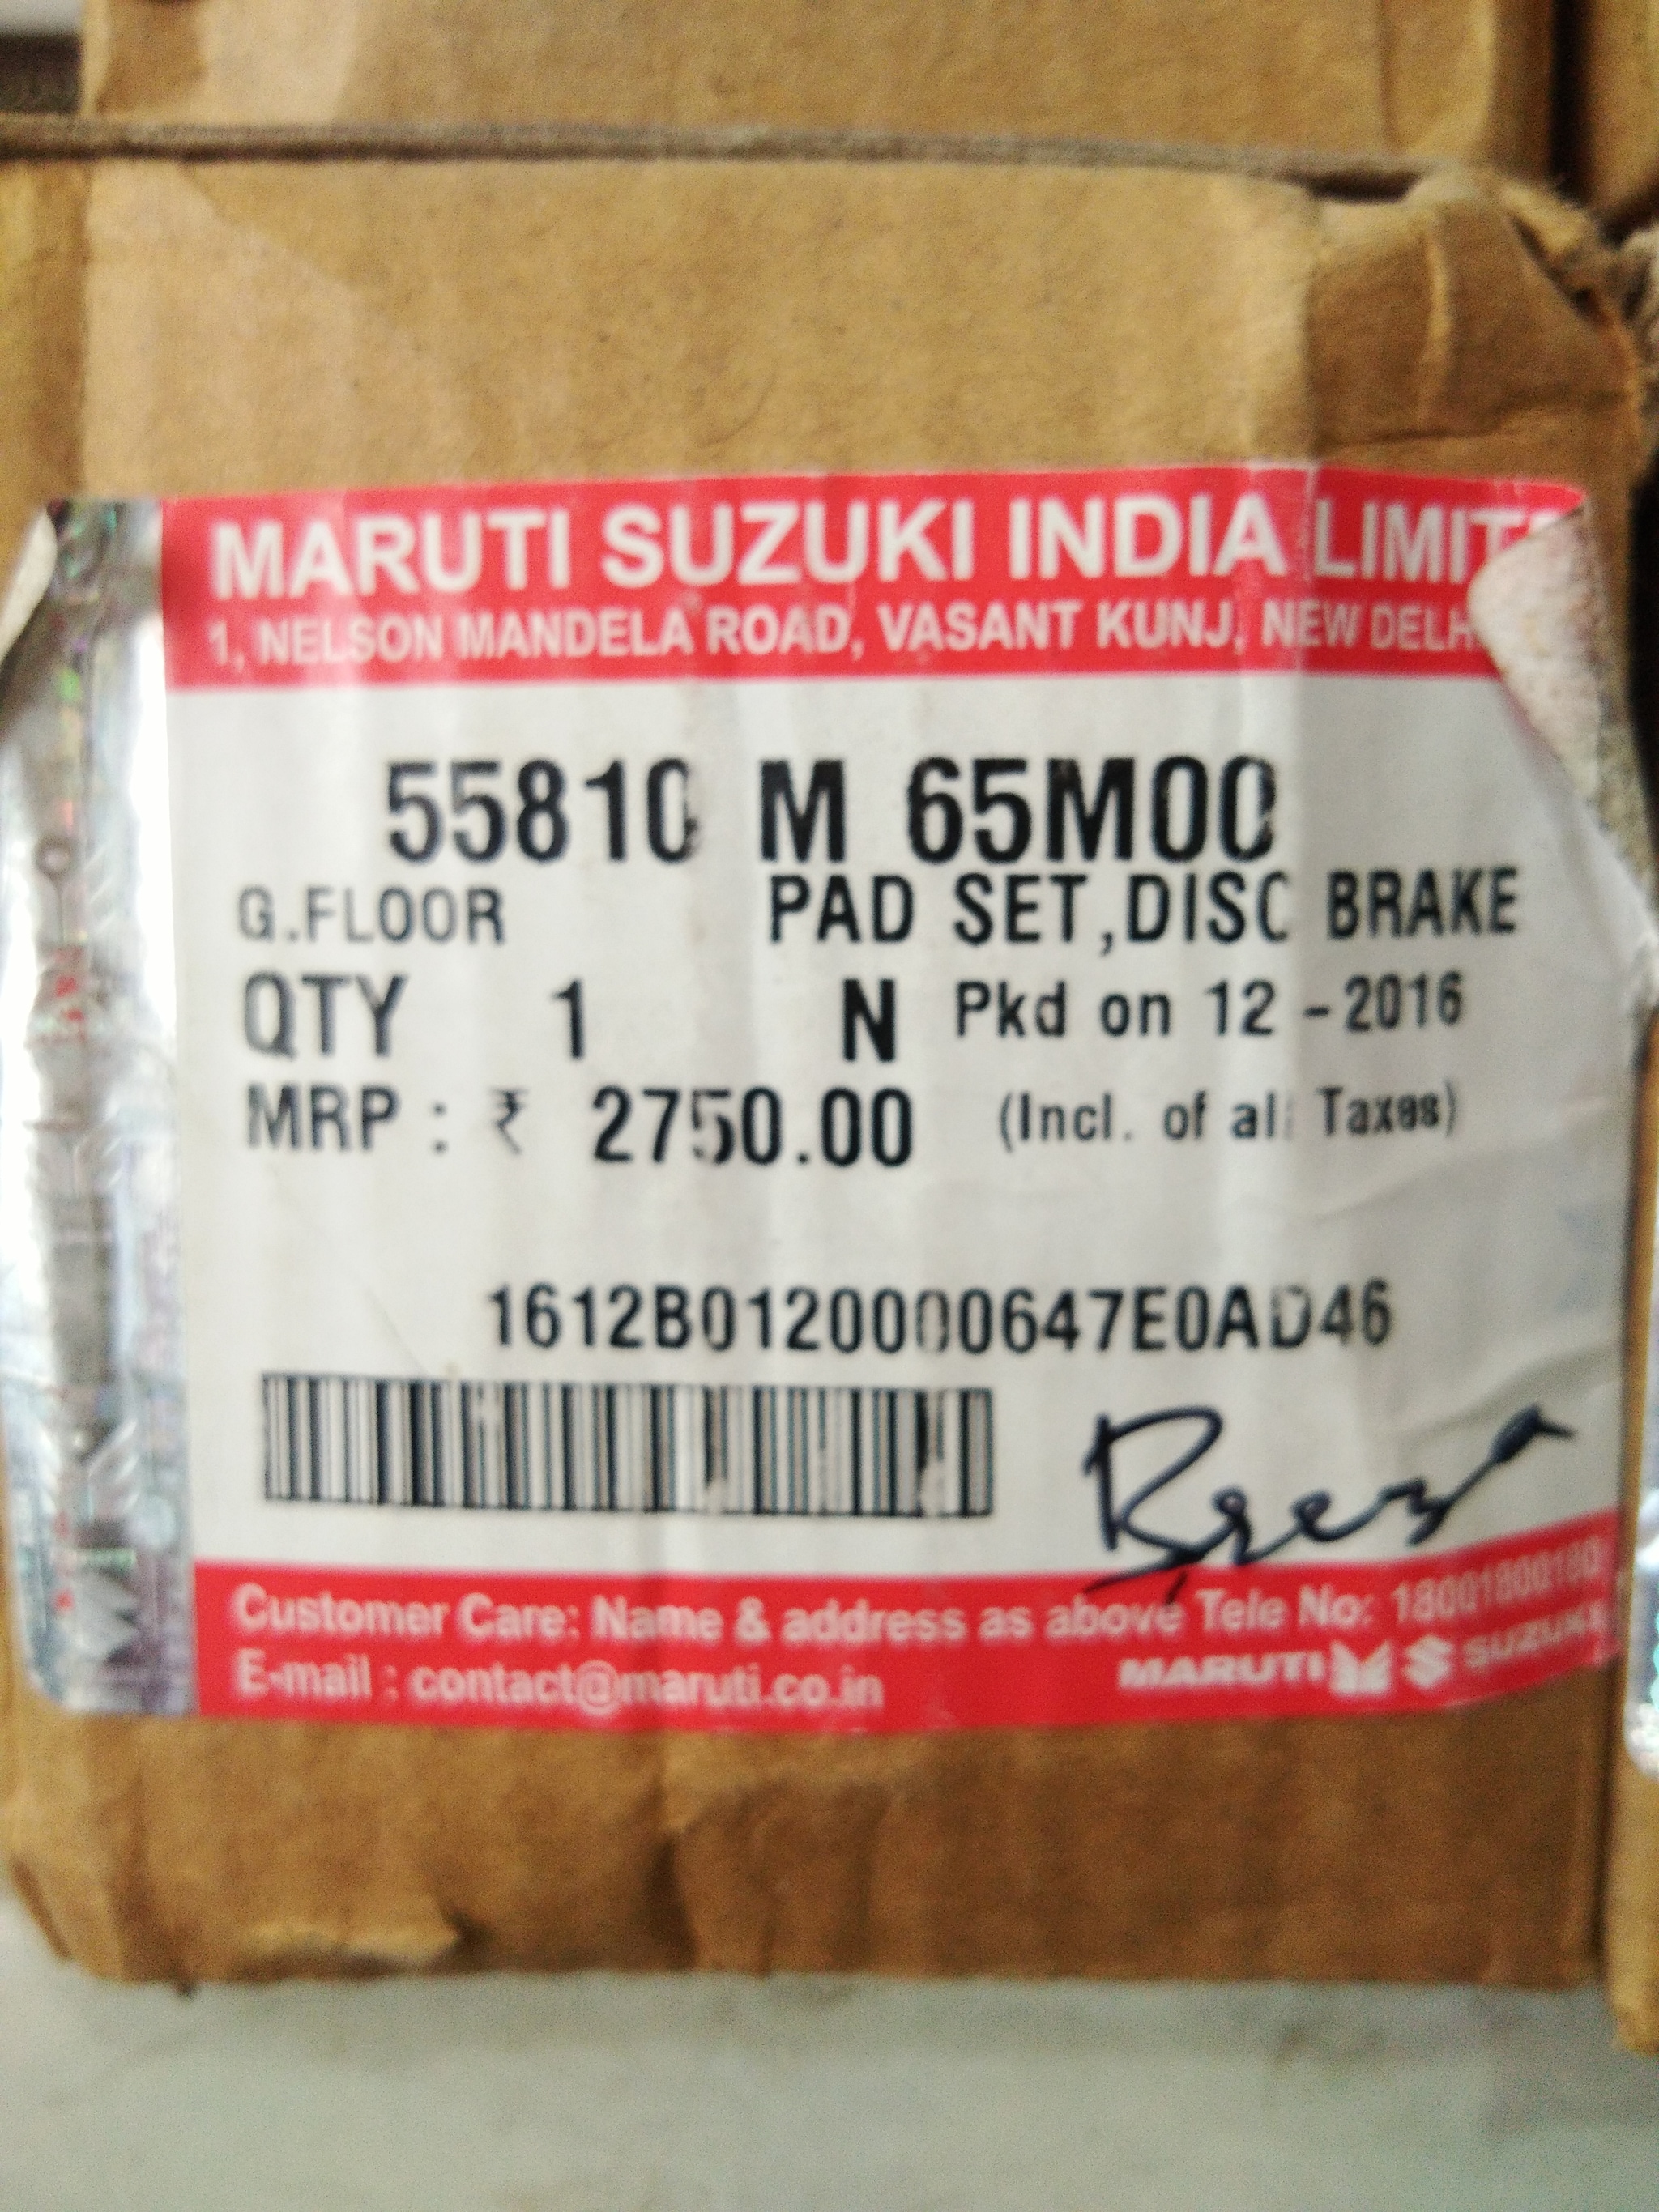 MARUTI SUZUKI INDIA LIMIT
1, NELSON MANDELA ROAD, VASANT KUNJ, NEW DELH
55810 M 65M00
G.FLOOR PAD SET,DISC BRAKE
QTY 1 N Pkd on 12 -2016
MRP : ₹ 2750.00 (Incl. of all Taxes)
1612B0120000647E0AD46
Customer Care: Name & address as above Tele No: 18001800180
E-mail : contact@maruti.co.in MARUTI SUZUKI